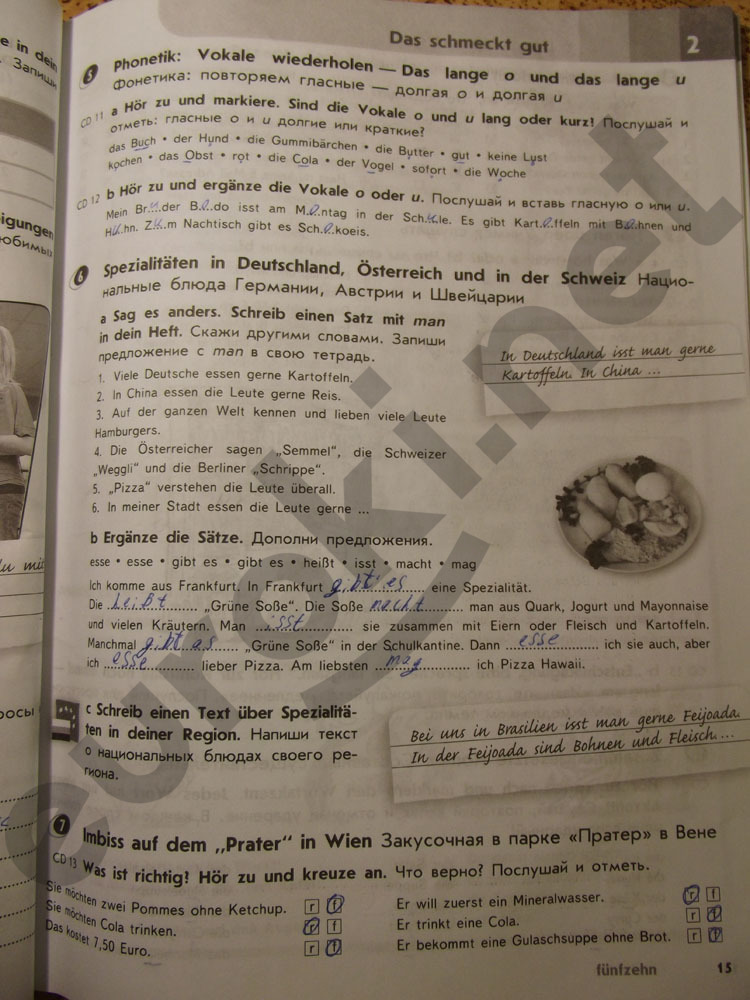 Das schmeckt gut 2
e in dein
Запиши
5 Phonetik: Vokale wiederholen — Das lange o und das lange u
Фонетика: повторяем гласные — долгая о и долгая u
CD 11 a Hör zu und markiere. Sind die Vokale o und u lang oder kurz? Послушай и
отметь: гласные о и u долгие или краткие?
das Buch • der Hund • die Gummibärchen • die Butter • gut • keine Lust
kochen • das Obst • rot • die Cola • der Vogel • sofort • die Woche
CD 12 b Hör zu und ergänze die Vokale o oder u. Послушай и вставь гласную о или u.
Mein Br..u..der B..o..do isst am M..o..ntag in der Sch..u..le. Es gibt Kart..o..ffeln mit B..o..hnen und
H..u..hn. Z..u..m Nachtisch gibt es Sch..o..koeis.
igungen
юбимых
6 Spezialitäten in Deutschland, Österreich und in der Schweiz Нацио-
нальные блюда Германии, Австрии и Швейцарии
a Sag es anders. Schreib einen Satz mit man
in dein Heft. Скажи другими словами. Запиши
предложение с man в свою тетрадь.
In Deutschland isst man gerne
Kartoffeln. In China ...
1. Viele Deutsche essen gerne Kartoffeln.
2. In China essen die Leute gerne Reis.
3. Auf der ganzen Welt kennen und lieben viele Leute
Hamburgers.
4. Die Österreicher sagen „Semmel“, die Schweizer
„Weggli“ und die Berliner „Schrippe“.
5. „Pizza“ verstehen die Leute überall.
6. In meiner Stadt essen die Leute gerne ...
b Ergänze die Sätze. Дополни предложения.
esse • esse • gibt es • gibt es • heißt • isst • macht • mag
Ich komme aus Frankfurt. In Frankfurt gibt es eine Spezialität.
Die heißt „Grüne Soße“. Die Soße macht man aus Quark, Jogurt und Mayonnaise
und vielen Kräutern. Man isst sie zusammen mit Eiern oder Fleisch und Kartoffeln.
Manchmal gibt as „Grüne Soße“ in der Schulkantine. Dann esse ich sie auch, aber
ich esse lieber Pizza. Am liebsten mag ich Pizza Hawaii.
c Schreib einen Text über Spezialitä-
ten in deiner Region. Напиши текст
о национальных блюдах своего ре-
гиона.
Bei uns in Brasilien isst man gerne Feijoada.
In der Feijoada sind Bohnen und Fleisch. ...
7 Imbiss auf dem „Prater“ in Wien Закусочная в парке «Пратер» в Вене
CD 13 Was ist richtig? Hör zu und kreuze an. Что верно? Послушай и отметь.
Sie möchten zwei Pommes ohne Ketchup. r f
Sie möchten Cola trinken. r f
Das kostet 7,50 Euro. r f
Er will zuerst ein Mineralwasser. r f
Er trinkt eine Cola. r f
Er bekommt eine Gulaschsuppe ohne Brot. r f
fünfzehn 15
euroki.net